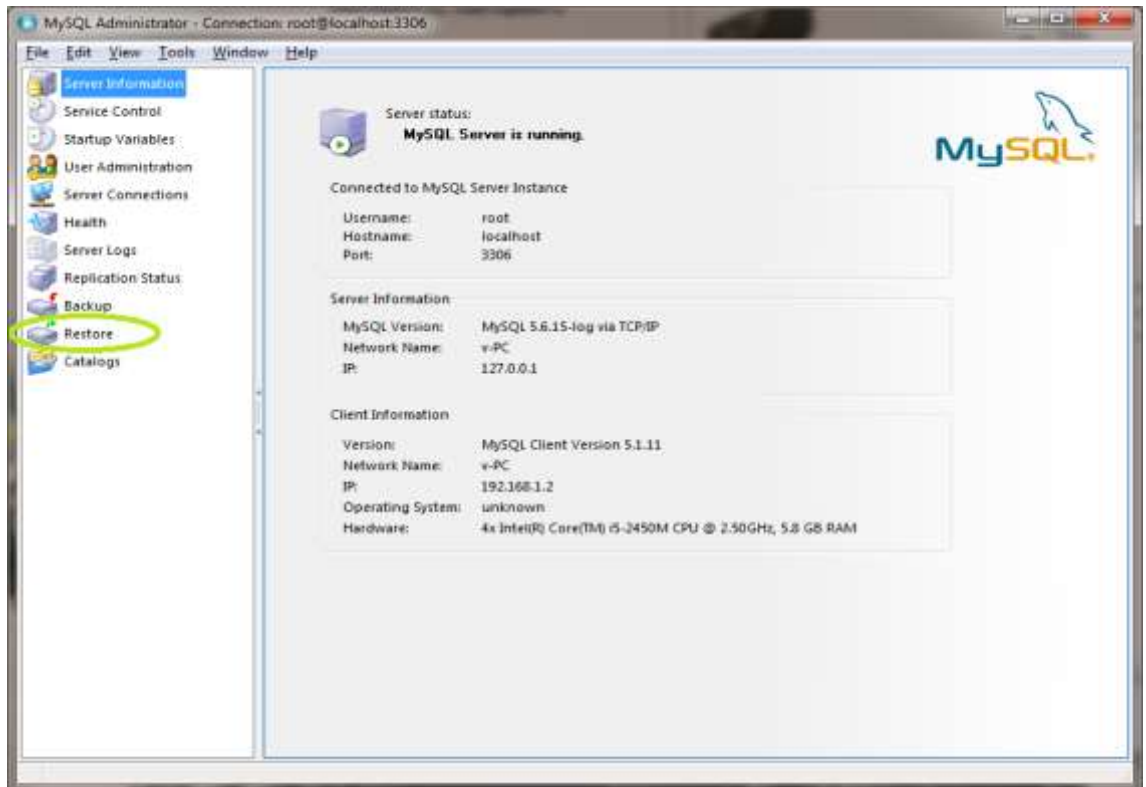 MySQL Administrator - Connection: root@localhost:3306
File Edit View Tools Window Help
Server Information
Service Control
Startup Variables
User Administration
Server Connections
Health
Server Logs
Replication Status
Backup
Restore
Catalogs
Server status:
MySQL Server is running.
MySQL
Connected to MySQL Server Instance
Username: root
Hostname: localhost
Port: 3306
Server Information
MySQL Version: MySQL 5.6.15-log via TCP/IP
Network Name: v-PC
IP: 127.0.0.1
Client Information
Version: MySQL Client Version 5.1.11
Network Name: v-PC
IP: 192.168.1.2
Operating System: unknown
Hardware: 4x Intel(R) Core(TM) i5-2450M CPU @ 2.50GHz, 5.8 GB RAM